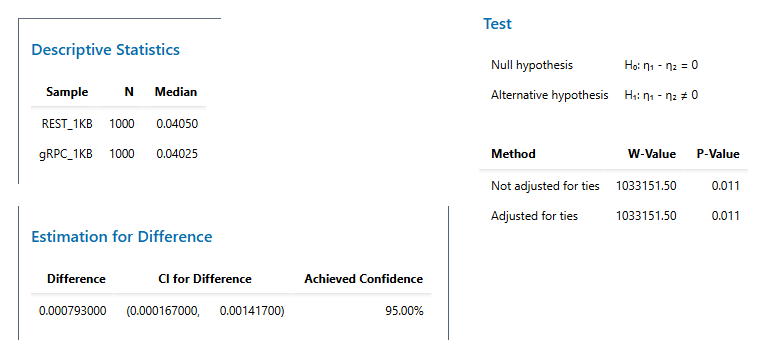 Descriptive Statistics
Sample N Median
REST_1KB 1000 0.04050
gRPC_1KB 1000 0.04025
Estimation for Difference
Difference CI for Difference Achieved Confidence
0.000793000 (0.000167000, 0.00141700) 95.00%
Test
Null hypothesis H₀: η₁ - η₂ = 0
Alternative hypothesis H₁: η₁ - η₂ ≠ 0
Method W-Value P-Value
Not adjusted for ties 1033151.50 0.011
Adjusted for ties 1033151.50 0.011